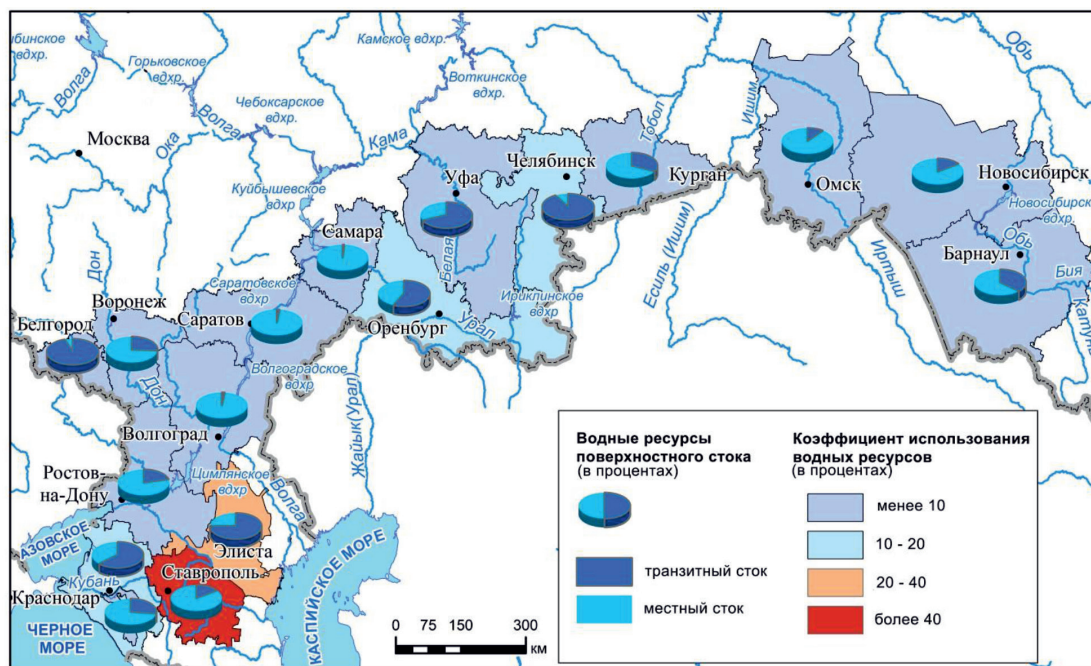 Камское вдхр.
Обь
Горьковское
вдхр.
Волга
Воткинское
вдхр.
Чебоксарское
вдхр.
Волга
Ишим
Москва
Ока
Кама
Тобол
Челябинск
Куйбышевское
вдхр
Уфа
Курган
Новосибирск
Омск
Новосибирск
вдхр.
Самара
Обь
Дон
Белая
Барнаул
Бия
Саратовское
вдхр
Есиль (Ишим)
Иртыш
Воронеж
Ириклинское
вдхр
Саратов
Белгород
Оренбург
Урал
Волгоградское
вдхр
Дон
Волгоград
Жайык(Урал)
Цимлянское
вдхр
Ростов-
на-Дону
Волга
АЗОВСКОЕ
МОРЕ
Элиста
Ставрополь
Кубань
Краснодар
КАСПИЙСКОЕ МОРЕ
ЧЕРНОЕ
МОРЕ
0 75 150 300
км
Водные ресурсы
поверхностного стока
(в процентах)
транзитный сток
местный сток
Коэффициент использования
водных ресурсов
(в процентах)
менее 10
10 - 20
20 - 40
более 40